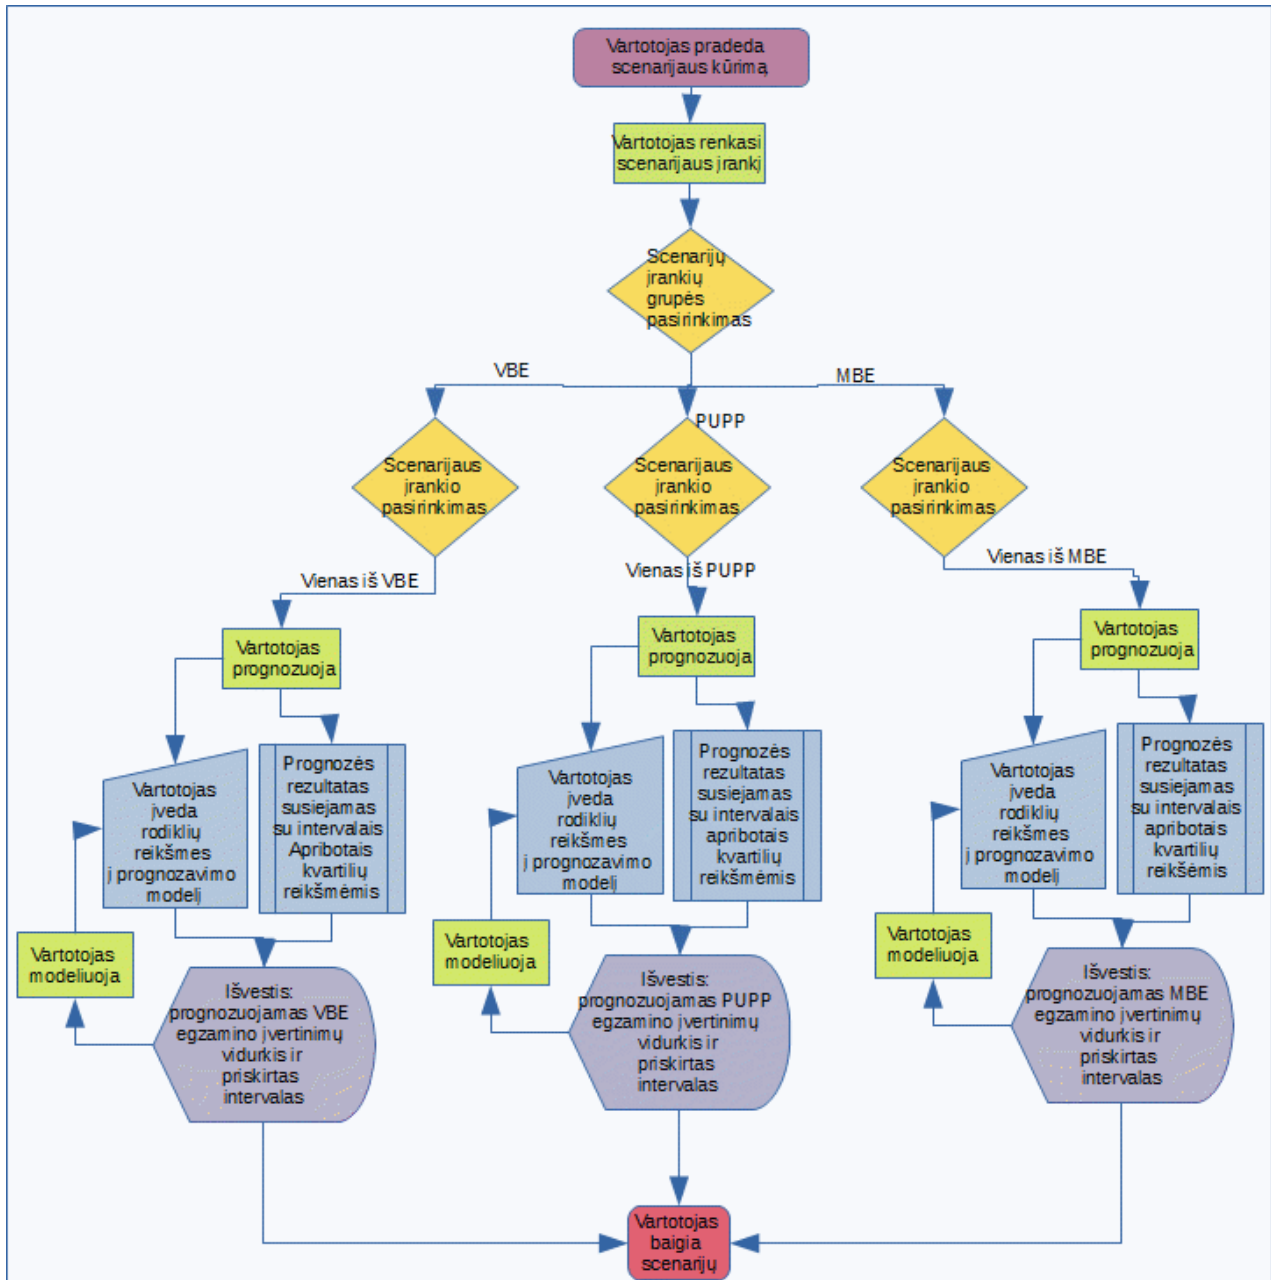 Vartotojas pradeda
scenarijaus kūrimą
Vartotojas renkasi
scenarijaus įrankį
Scenarijų
įrankių
grupės
pasirinkimas
VBE
MBE
PUPP
Scenarijaus
įrankio
pasirinkimas
Scenarijaus
įrankio
pasirinkimas
Scenarijaus
įrankio
pasirinkimas
Vienas iš VBE
Vienas iš PUPP
Vienas iš MBE
Vartotojas
prognozuoja
Vartotojas
prognozuoja
Vartotojas
prognozuoja
Vartotojas
įveda
rodiklių
reikšmes
į prognozavimo
modelį
Prognozės
rezultatas
susiejamas
su intervalais
Apribotais
kvartilių
reikšmėmis
Vartotojas
įveda
rodiklių
reikšmes
į prognozavimo
modelį
Prognozės
rezultatas
susiejamas
su intervalais
apribotais
kvartilių
reikšmėmis
Vartotojas
įveda
rodiklių
reikšmes
į prognozavimo
modelį
Prognozės
rezultatas
susiejamas
su intervalais
apribotais
kvartilių
reikšėmis
Vartotojas
modeliuoja
Vartotojas
modeliuoja
Vartotojas
modeliuoja
Išvestis:
prognozuojamas VBE
egzamino įvertinimų
vidurkis ir
priskirtas
intervalas
Išvestis:
prognozuojamas PUPP
egzamino įvertinimų
vidurkis ir
priskirtas
intervalas
Išvestis:
prognozuojamas MBE
egzamino įvertinimų
vidurkis ir
priskirtas
intervalas
Vartotojas
baigia
scenarijų